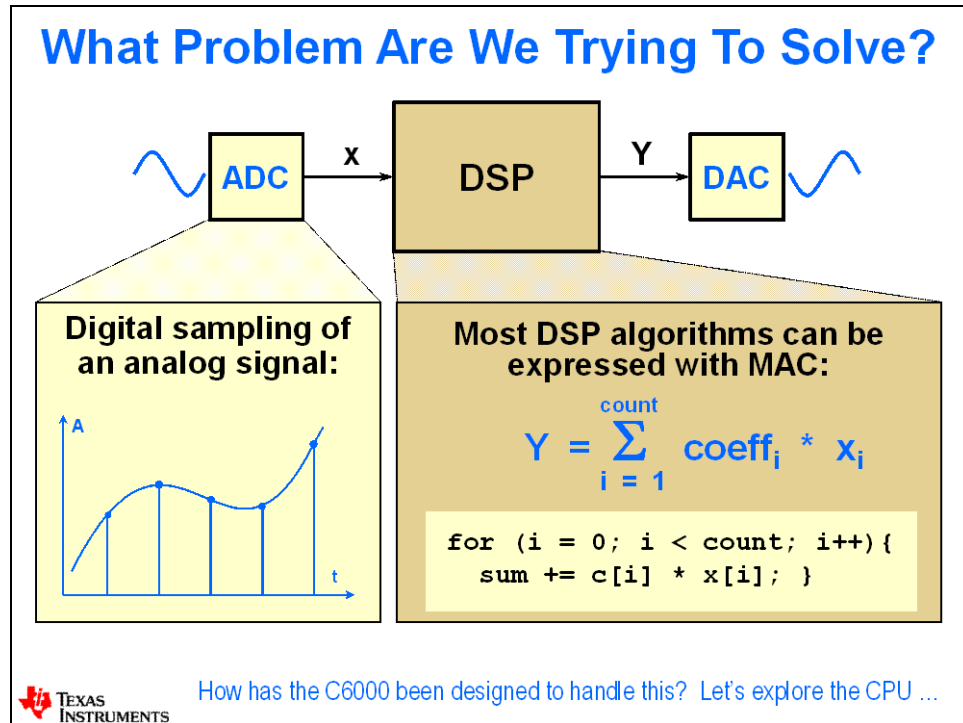 What Problem Are We Trying To Solve?
ADC
x
DSP
Y
DAC
Digital sampling of
an analog signal:
A
t
Most DSP algorithms can be
expressed with MAC:
count
Y = Σ coeffᵢ * xᵢ
i = 1
for (i = 0; i < count; i++){
sum += c[i] * x[i]; }
TEXAS
INSTRUMENTS
How has the C6000 been designed to handle this? Let's explore the CPU ...